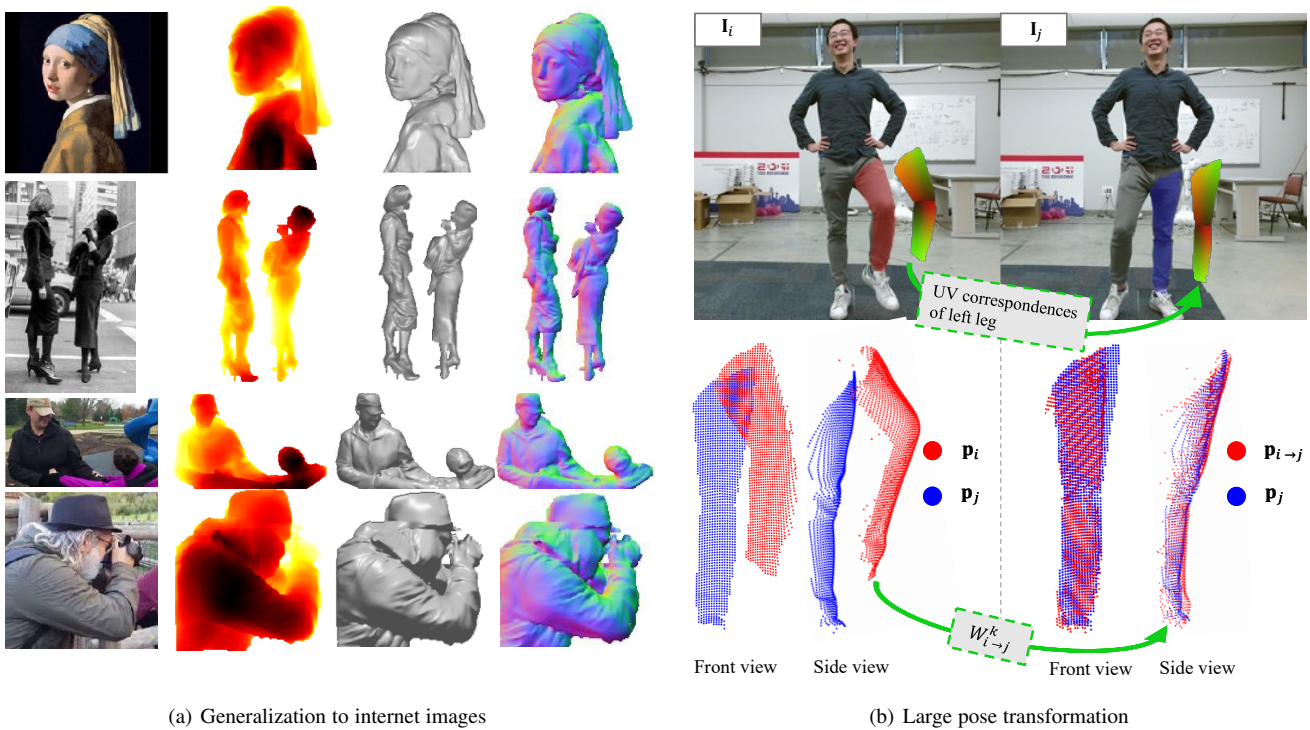 I_i
I_j
UV correspondences
of left leg
p_i
p_j
p_{i→j}
p_j
W^k_{i→j}
Front view
Side view
Front view
Side view
(a) Generalization to internet images
(b) Large pose transformation